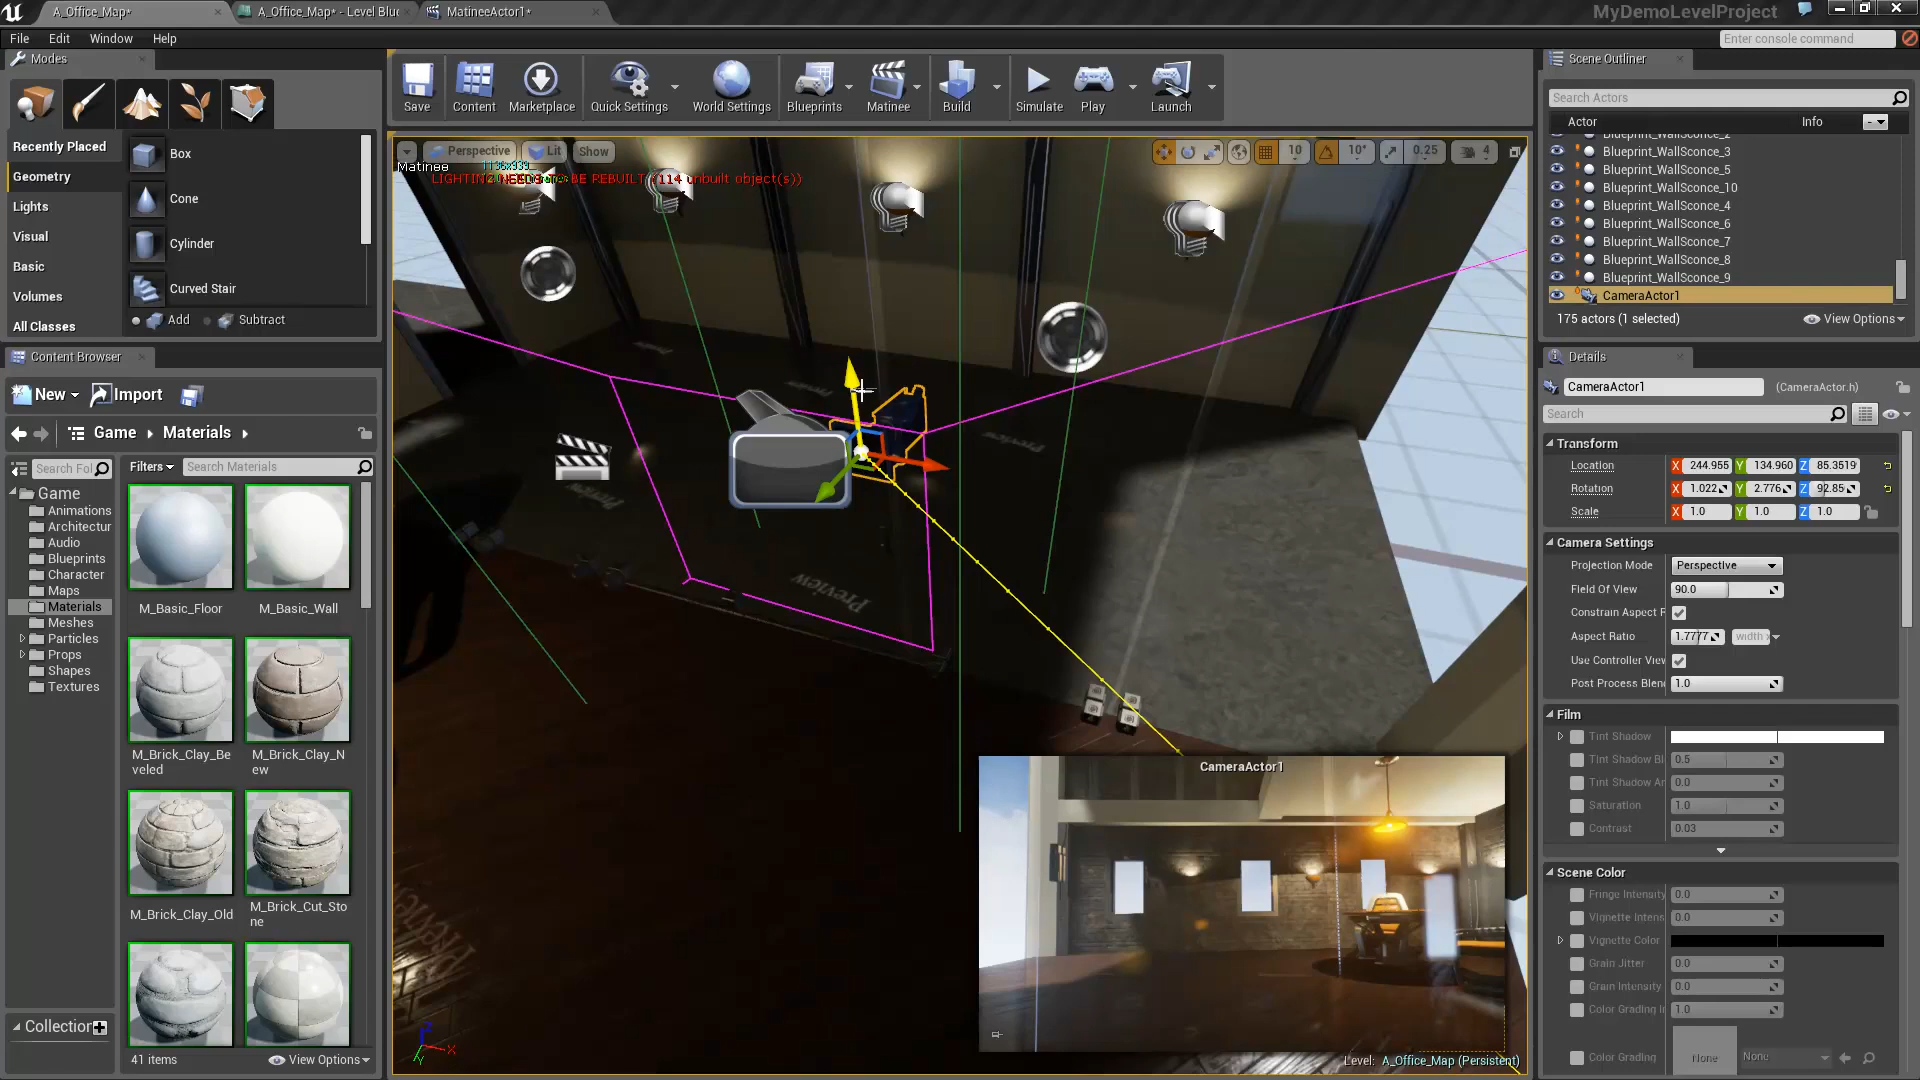 A_Office_Map*
A_Office_Map* - Level Blue
MatineeActor1*
MyDemoLevelProject
File
Edit
Window
Help
Enter console command
Modes
Save
Content
Marketplace
Quick Settings
World Settings
Blueprints
Matinee
Build
Simulate
Play
Launch
Recently Placed
Geometry
Lights
Visual
Basic
Volumes
All Classes
Box
Cone
Cylinder
Curved Stair
Add
Subtract
Content Browser
New
Import
Game
Materials
Search Fol
Filters
Search Materials
Game
Animations
Architectur
Audio
Blueprints
Character
Maps
Materials
Meshes
Particles
Props
Shapes
Textures
M_Basic_Floor
M_Basic_Wall
M_Brick_Clay_Be
veled
M_Brick_Clay_N
ew
M_Brick_Clay_Old
M_Brick_Cut_Sto
ne
Collection
41 items
View Options
Perspective
Lit
Show
10
10°
0.25
4
Matinee
LIGHTING NEEDS TO BE REBUILT (114 unbuilt object(s))
Preview
Preview
Preview
CameraActor1
Level: A_Office_Map (Persistent)
Scene Outliner
Search Actors
Actor
Info
Blueprint_WallSconce_2
Blueprint_WallSconce_3
Blueprint_WallSconce_5
Blueprint_WallSconce_10
Blueprint_WallSconce_4
Blueprint_WallSconce_6
Blueprint_WallSconce_7
Blueprint_WallSconce_8
Blueprint_WallSconce_9
CameraActor1
175 actors (1 selected)
View Options
Details
CameraActor1
(CameraActor.h)
Search
Transform
Location X 244.955 Y 134.960 Z 85.3519
Rotation X 1.022 Y 2.776 Z 92.85
Scale X 1.0 Y 1.0 Z 1.0
Camera Settings
Projection Mode Perspective
Field Of View 90.0
Constrain Aspect R
Aspect Ratio 1.7777 width
Use Controller View
Post Process Blend 1.0
Film
Tint Shadow
Tint Shadow Bl 0.5
Tint Shadow Am 0.0
Saturation 1.0
Contrast 0.03
Scene Color
Fringe Intensity 0.0
Vignette Intens 0.0
Vignette Color
Grain Jitter 0.0
Grain Intensity 0.0
Color Grading I 1.0
Color Grading None None